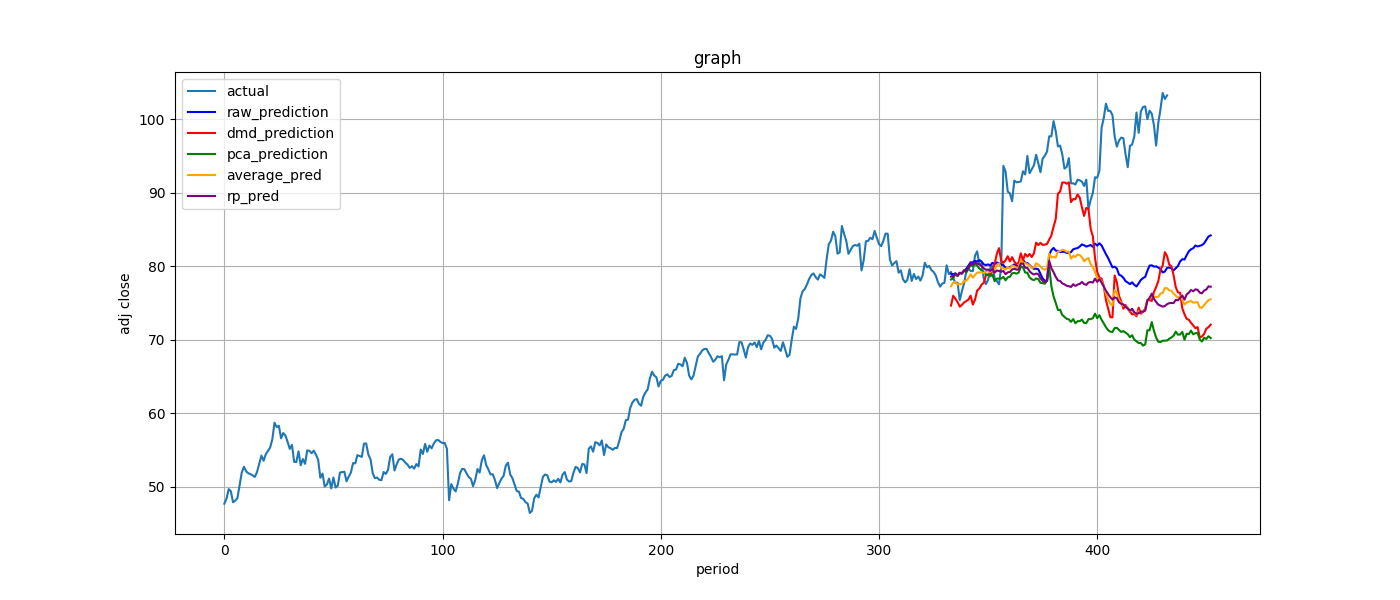 graph
actual
raw_prediction
dmd_prediction
pca_prediction
average_pred
rp_pred
adj close
100
90
80
70
60
50
0 100 200 300 400
period